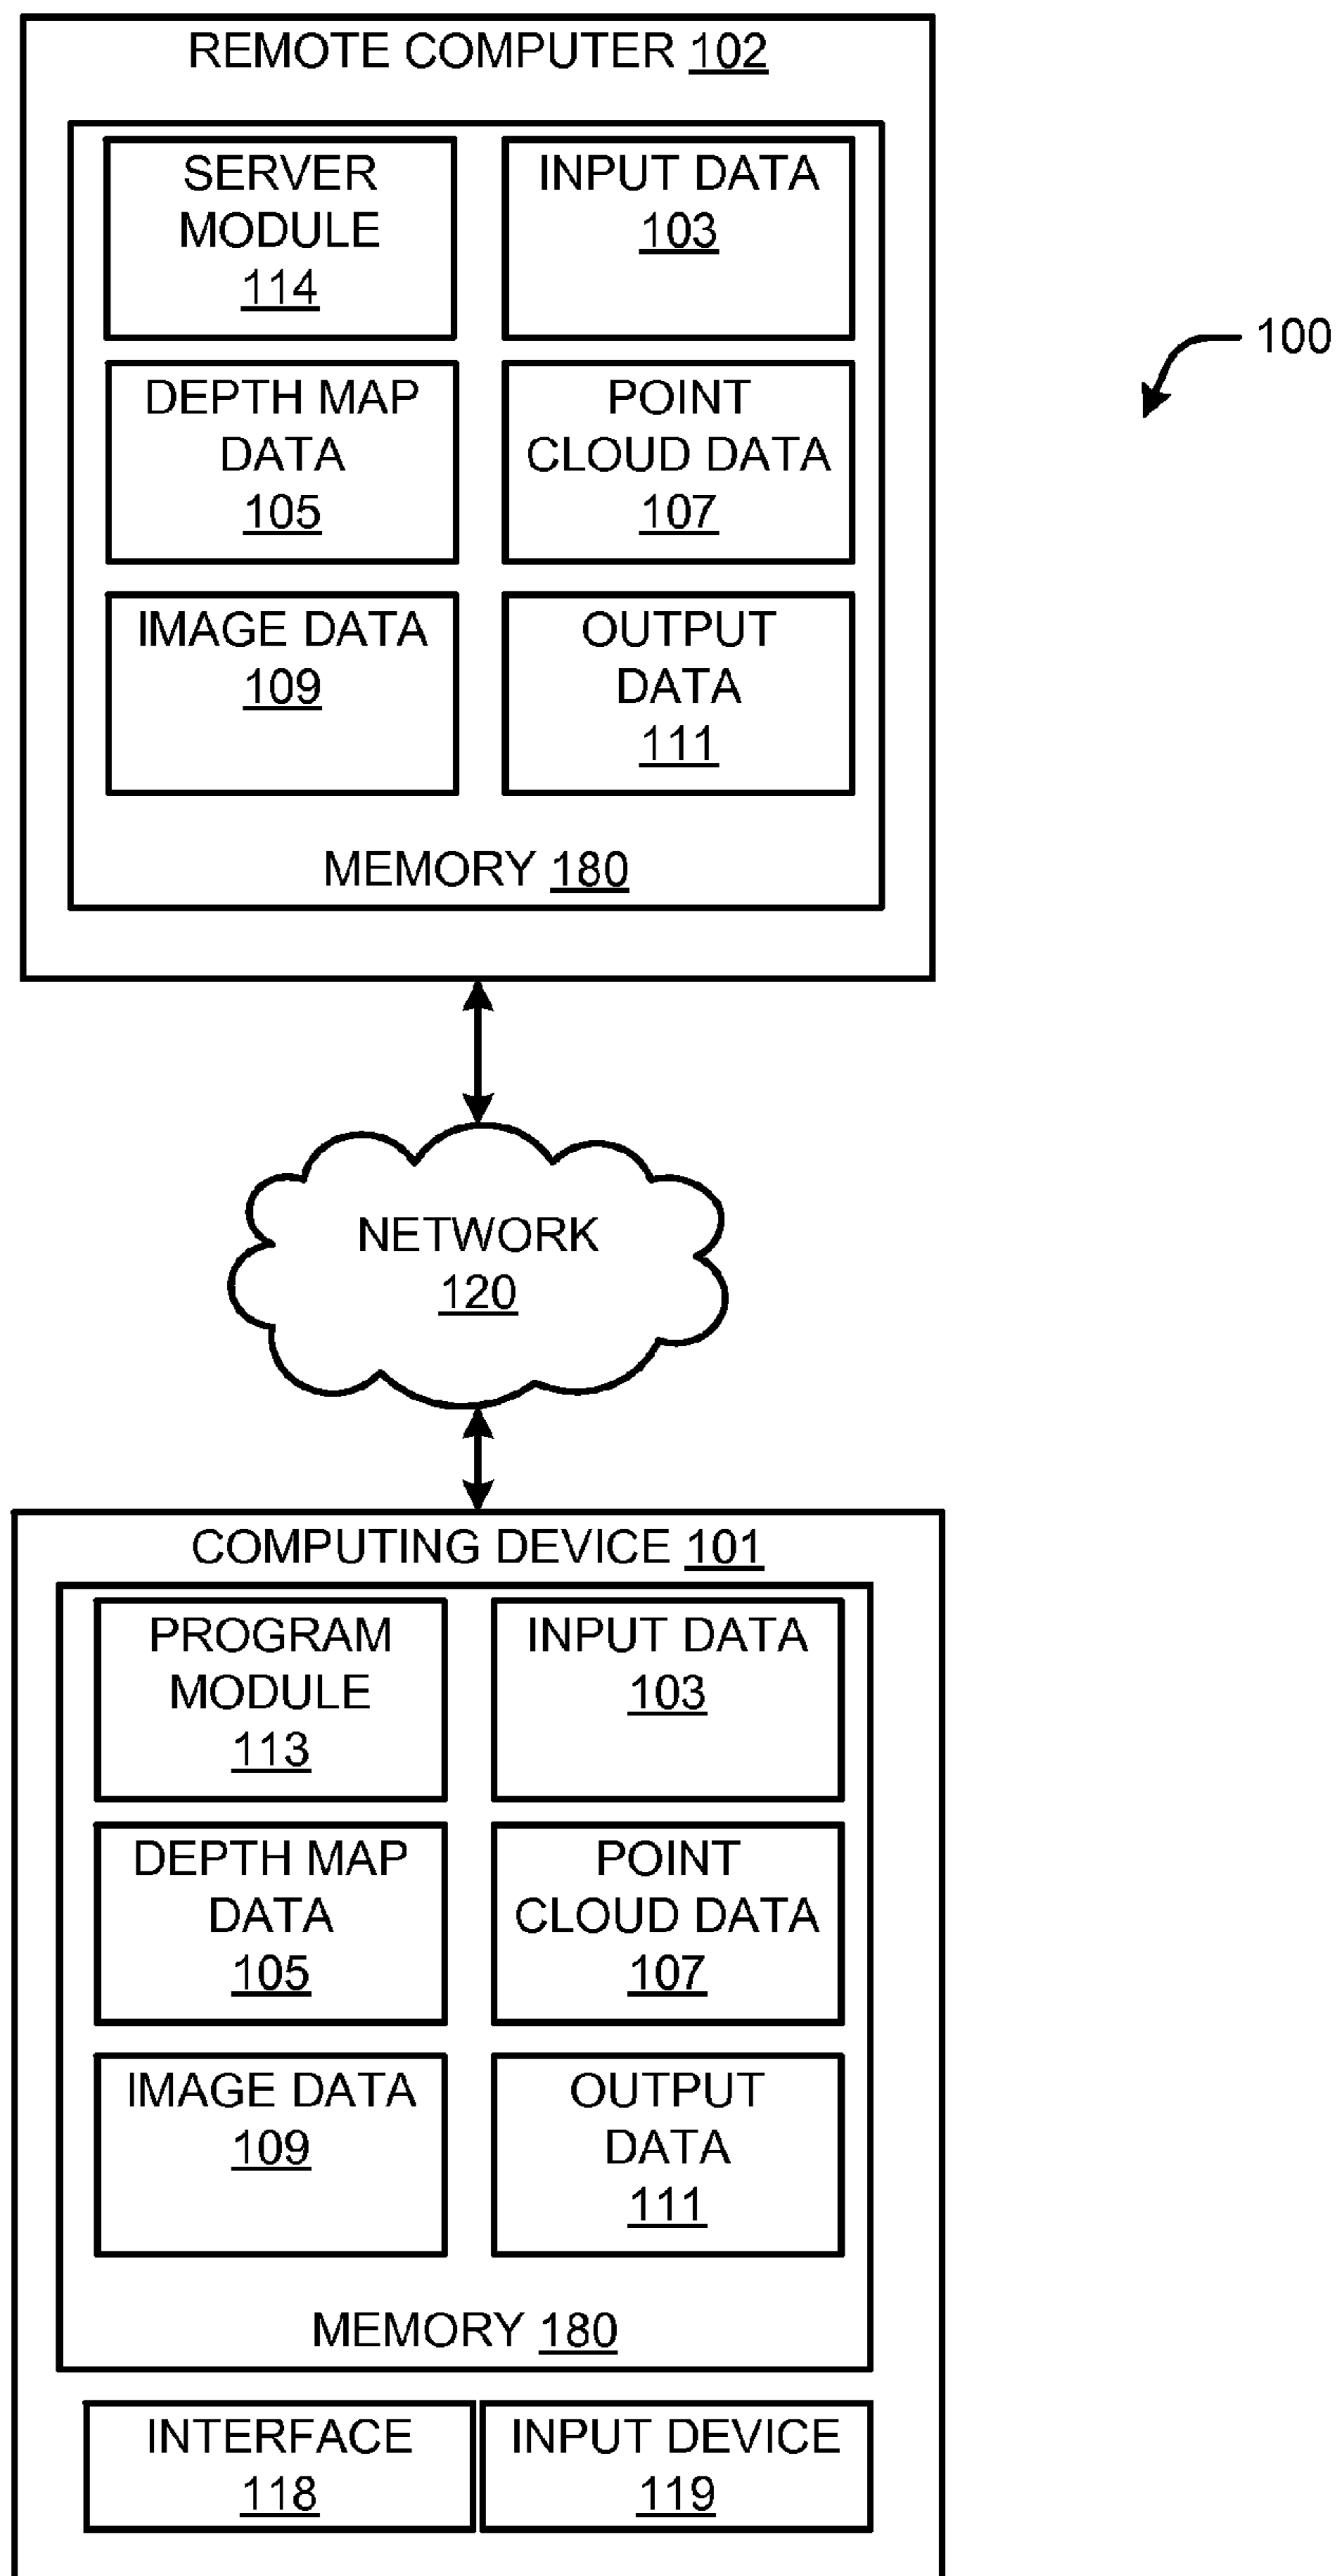 REMOTE COMPUTER 102
SERVER
MODULE
114
INPUT DATA
103
DEPTH MAP
DATA
105
POINT
CLOUD DATA
107
IMAGE DATA
109
OUTPUT
DATA
111
MEMORY 180
100
NETWORK
120
COMPUTING DEVICE 101
PROGRAM
MODULE
113
INPUT DATA
103
DEPTH MAP
DATA
105
POINT
CLOUD DATA
107
IMAGE DATA
109
OUTPUT
DATA
111
MEMORY 180
INTERFACE
118
INPUT DEVICE
119